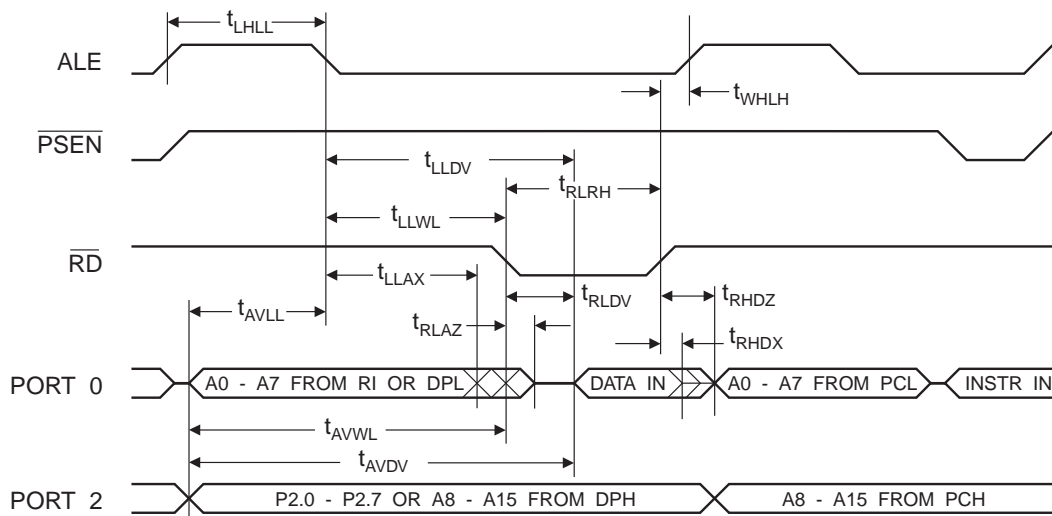 tLHLL
ALE
tWHLH
PSEN
tLLDV
tRLRH
tLLWL
RD
tLLAX
tRLDV
tRHDZ
tAVLL
tRLAZ
tRHDX
PORT 0
A0 - A7 FROM RI OR DPL
DATA IN
A0 - A7 FROM PCL
INSTR IN
tAVWL
tAVDV
PORT 2
P2.0 - P2.7 OR A8 - A15 FROM DPH
A8 - A15 FROM PCH